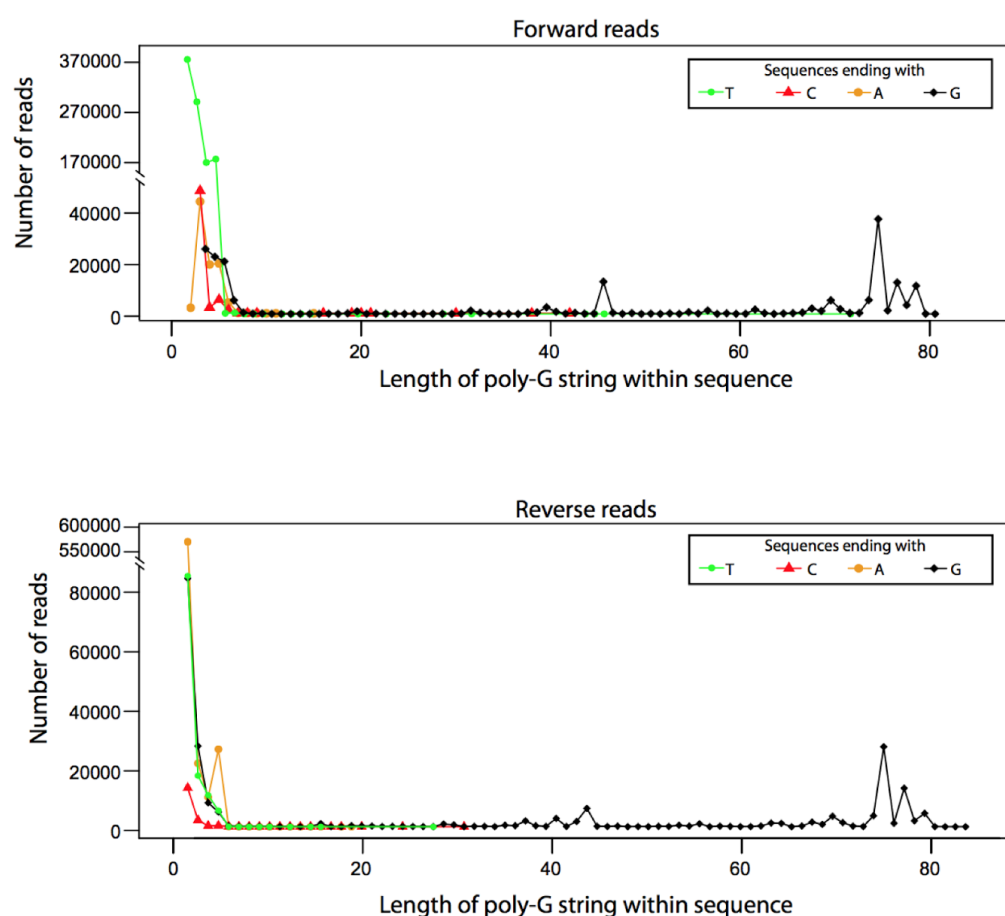 Forward reads
Number of reads
370000
270000
170000
40000
20000
0
Sequences ending with
T C A G
0 20 40 60 80
Length of poly-G string within sequence
Reverse reads
Number of reads
600000
550000
80000
60000
40000
20000
0
Sequences ending with
T C A G
0 20 40 60 80
Length of poly-G string within sequence